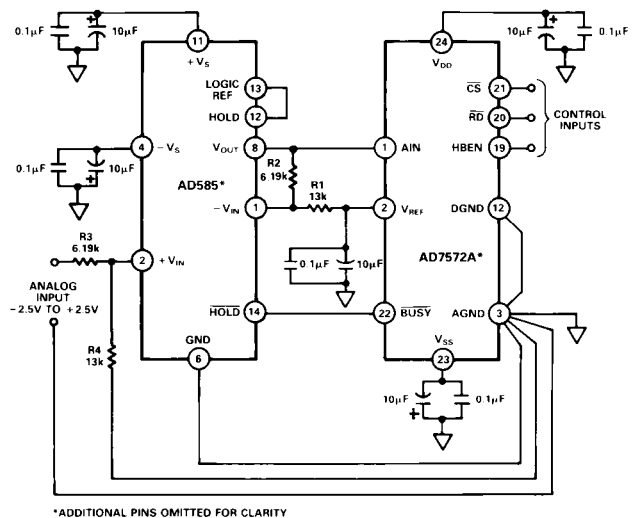 0.1μF
10μF
+
11
+VS
LOGIC
REF
13
HOLD
12
0.1μF
10μF
+
4
−VS
VOUT
8
AD585*
R2
6.19k
−VIN
1
R1
13k
R3
6.19k
2
+VIN
ANALOG
INPUT
−2.5V TO +2.5V
R4
13k
HOLD
14
GND
6
0.1μF
10μF
+
10μF
0.1μF
24
VDD
CS
21
RD
20
HBEN
19
CONTROL
INPUTS
1
AIN
2
VREF
DGND
12
AD7572A*
22
BUSY
AGND
3
VSS
23
10μF
+
0.1μF
*ADDITIONAL PINS OMITTED FOR CLARITY